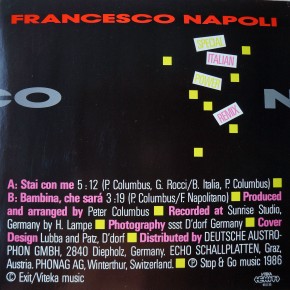 FRANCESCO NAPOLI
SPECIAL
ITALIAN
POWER
REMIX
CO
N
A: Stai con me 5:12 (P. Columbus, G. Rocci/B. Italia, P. Columbus)
B: Bambina, che sará 3:19 (P. Columbus/F. Napolitano) Produced
and arranged by Peter Columbus Recorded at Sunrise Studio,
Germany by H. Lampe Photography ssst D'dorf Germany Cover
Design Lubba and Patz, D'dorf Distributed by DEUTSCHE AUSTRO-
PHON GMBH, 2840 Diepholz, Germany. ECHO SCHALLPLATTEN, Graz,
Austria. PHONAG AG, Winterthur, Switzerland. Ⓟ Stop & Go music 1986
© Exit/Viteka music